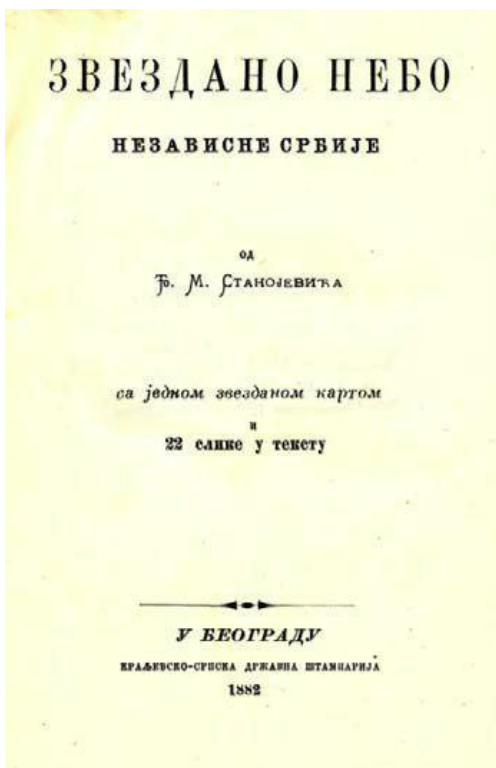 ЗВЕЗДАНО НЕБО
НЕЗАВИСНЕ СРБИЈЕ
ОД
Ђ. М. СТАНОЈЕВИЋА
са једном звезданом картом
и
22 слике у тексту
У БЕОГРАДУ
КРАЉЕВСКО-СРПСКА ДРЖАВНА ШТАМПАРИЈА
1882